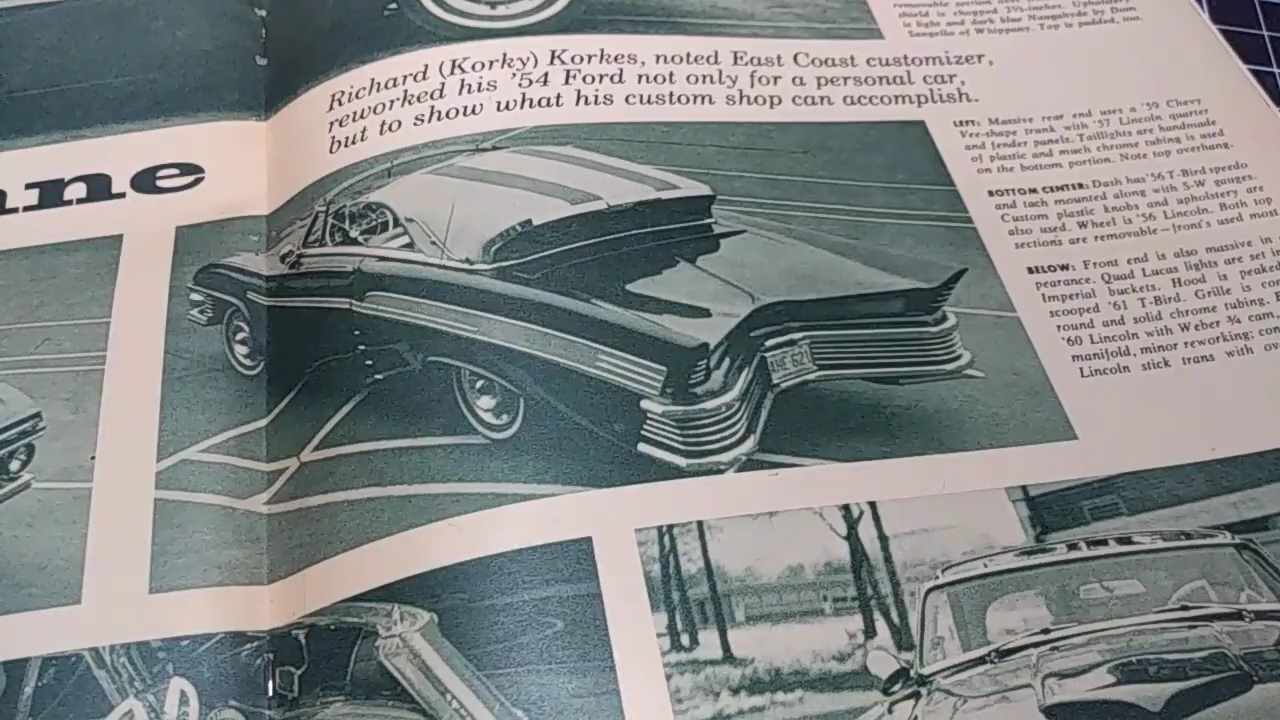 shield is chopped 3½-inches. Upholstery
is light and dark blue Naugahyde by Dom
Sangrillo of Whippany. Top is padded, too.
Richard (Korky) Korkes, noted East Coast customizer,
reworked his '54 Ford not only for a personal car,
but to show what his custom shop can accomplish.
LEFT: Massive rear end uses a '59 Chevy
Vee-shape trunk with '57 Lincoln quarter
and fender panels. Taillights are handmade
of plastic and much chrome tubing is used
on the bottom portion. Note top overhang.
BOTTOM CENTER: Dash has '56 T-Bird speedo
and tach mounted along with S-W gauges.
Custom plastic knobs and upholstery are
also used. Wheel is '56 Lincoln. Both top
sections are removable—front's used most
BELOW: Front end is also massive in
pearance. Quad Lucas lights are set in
Imperial buckets. Hood is peaked
scooped '61 T-Bird. Grille is
round and solid chrome tubing.
'60 Lincoln with Weber ¾ cam,
manifold, minor reworking;
Lincoln stick trans with